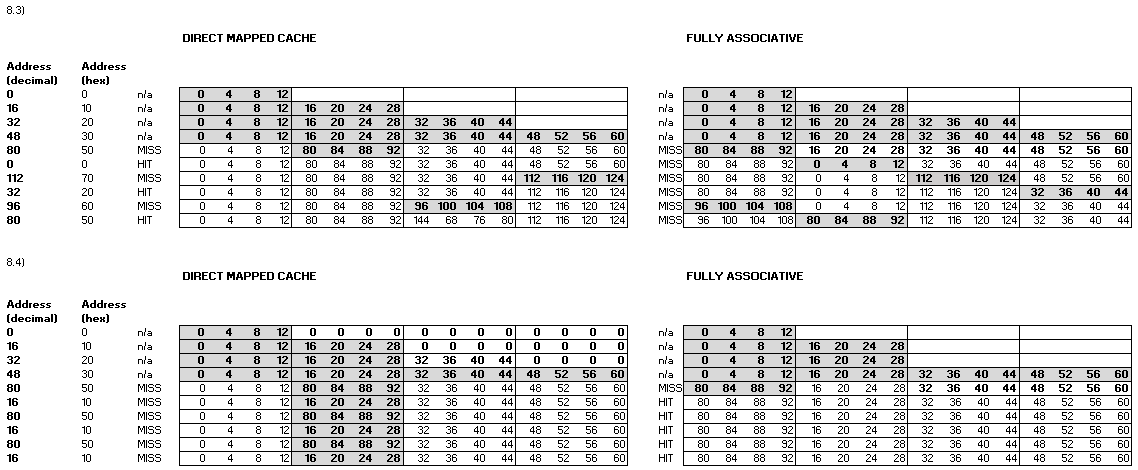 8.3)
DIRECT MAPPED CACHE FULLY ASSOCIATIVE
Address Address
(decimal) (hex)
0 0 n/a 0 4 8 12 n/a 0 4 8 12
16 10 n/a 0 4 8 12 16 20 24 28 n/a 0 4 8 12 16 20 24 28
32 20 n/a 0 4 8 12 16 20 24 28 32 36 40 44 n/a 0 4 8 12 16 20 24 28 32 36 40 44
48 30 n/a 0 4 8 12 16 20 24 28 32 36 40 44 48 52 56 60 n/a 0 4 8 12 16 20 24 28 32 36 40 44 48 52 56 60
80 50 MISS 0 4 8 12 80 84 88 92 32 36 40 44 48 52 56 60 MISS 80 84 88 92 16 20 24 28 32 36 40 44 48 52 56 60
0 0 HIT 0 4 8 12 80 84 88 92 32 36 40 44 48 52 56 60 MISS 80 84 88 92 0 4 8 12 32 36 40 44 48 52 56 60
112 70 MISS 0 4 8 12 80 84 88 92 32 36 40 44 112 116 120 124 MISS 80 84 88 92 0 4 8 12 112 116 120 124 48 52 56 60
32 20 HIT 0 4 8 12 80 84 88 92 32 36 40 44 112 116 120 124 MISS 80 84 88 92 0 4 8 12 112 116 120 124 32 36 40 44
96 60 MISS 0 4 8 12 80 84 88 92 96 100 104 108 112 116 120 124 MISS 96 100 104 108 0 4 8 12 112 116 120 124 32 36 40 44
80 50 HIT 0 4 8 12 80 84 88 92 144 68 76 80 112 116 120 124 MISS 96 100 104 108 80 84 88 92 112 116 120 124 32 36 40 44
8.4)
DIRECT MAPPED CACHE FULLY ASSOCIATIVE
Address Address
(decimal) (hex)
0 0 n/a 0 4 8 12 0 0 0 0 0 0 0 0 0 0 0 0 n/a 0 4 8 12
16 10 n/a 0 4 8 12 16 20 24 28 0 0 0 0 0 0 0 0 n/a 0 4 8 12 16 20 24 28
32 20 n/a 0 4 8 12 16 20 24 28 32 36 40 44 0 0 0 0 n/a 0 4 8 12 16 20 24 28 32 36 40 44
48 30 n/a 0 4 8 12 16 20 24 28 32 36 40 44 48 52 56 60 n/a 0 4 8 12 16 20 24 28 32 36 40 44 48 52 56 60
80 50 MISS 0 4 8 12 80 84 88 92 32 36 40 44 48 52 56 60 MISS 80 84 88 92 16 20 24 28 32 36 40 44 48 52 56 60
16 10 MISS 0 4 8 12 16 20 24 28 32 36 40 44 48 52 56 60 HIT 80 84 88 92 16 20 24 28 32 36 40 44 48 52 56 60
80 50 MISS 0 4 8 12 80 84 88 92 32 36 40 44 48 52 56 60 HIT 80 84 88 92 16 20 24 28 32 36 40 44 48 52 56 60
16 10 MISS 0 4 8 12 16 20 24 28 32 36 40 44 48 52 56 60 HIT 80 84 88 92 16 20 24 28 32 36 40 44 48 52 56 60
80 50 MISS 0 4 8 12 80 84 88 92 32 36 40 44 48 52 56 60 HIT 80 84 88 92 16 20 24 28 32 36 40 44 48 52 56 60
16 10 MISS 0 4 8 12 16 20 24 28 32 36 40 44 48 52 56 60 HIT 80 84 88 92 16 20 24 28 32 36 40 44 48 52 56 60